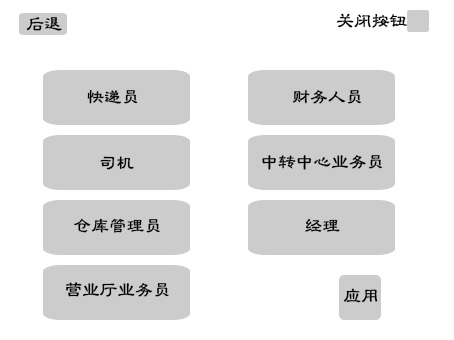 后退
关闭按钮
快递员
财务人员
司机
中转中心业务员
仓库管理员
经理
营业厅业务员
应用